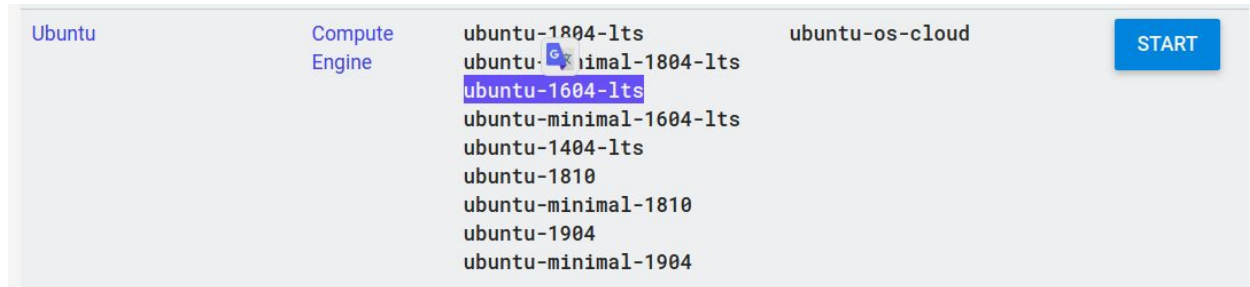 Ubuntu
Compute
Engine
ubuntu-1804-lts
ubuntu-    imal-1804-lts
ubuntu-1604-lts
ubuntu-minimal-1604-lts
ubuntu-1404-lts
ubuntu-1810
ubuntu-minimal-1810
ubuntu-1904
ubuntu-minimal-1904
ubuntu-os-cloud
START